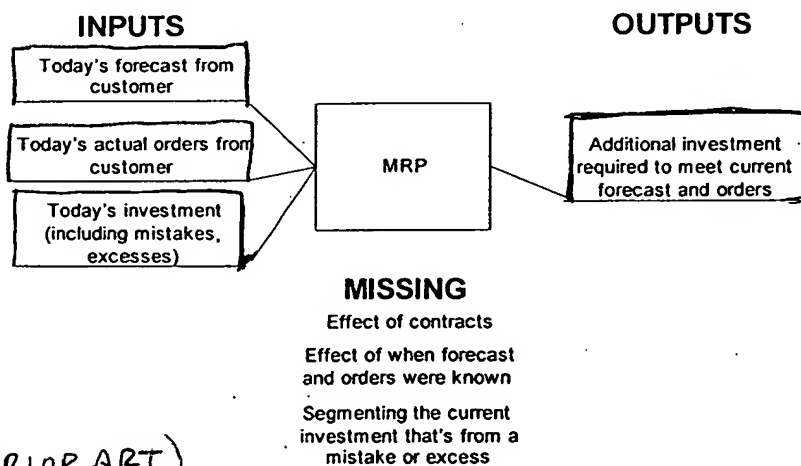 INPUTS
OUTPUTS
Today's forecast from
customer
Today's actual orders from
customer
Today's investment
(including mistakes,
excesses)
MRP
Additional investment
required to meet current
forecast and orders
MISSING
Effect of contracts
Effect of when forecast
and orders were known
Segmenting the current
investment that's from a
mistake or excess
ART)